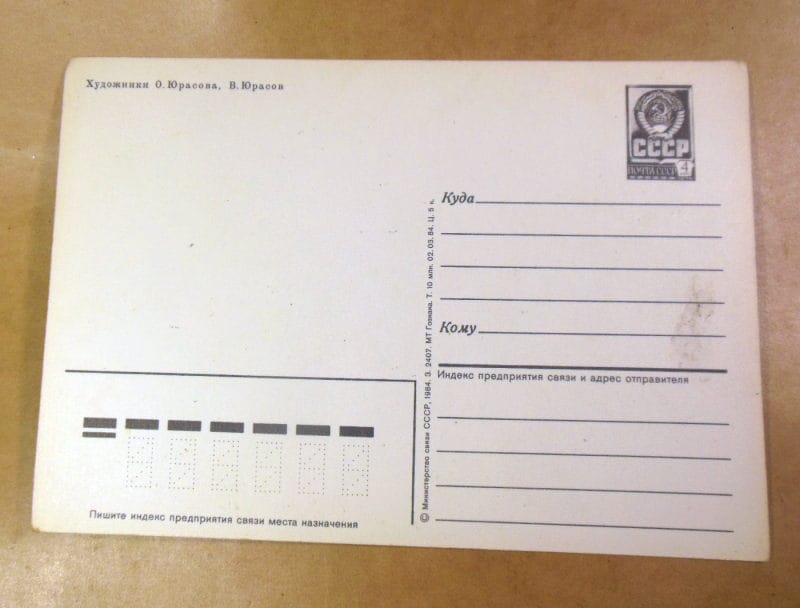 Художники О. Юрасова, В. Юрасов
СССР
ПОЧТА СССР 4
Куда
Кому
© Министерство связи СССР, 1984. З. 2407. МТ Гознака. Т. 10 млн. 02.03.84. Ц. 5 к.
Индекс предприятия связи и адрес отправителя
Пишите индекс предприятия связи места назначения